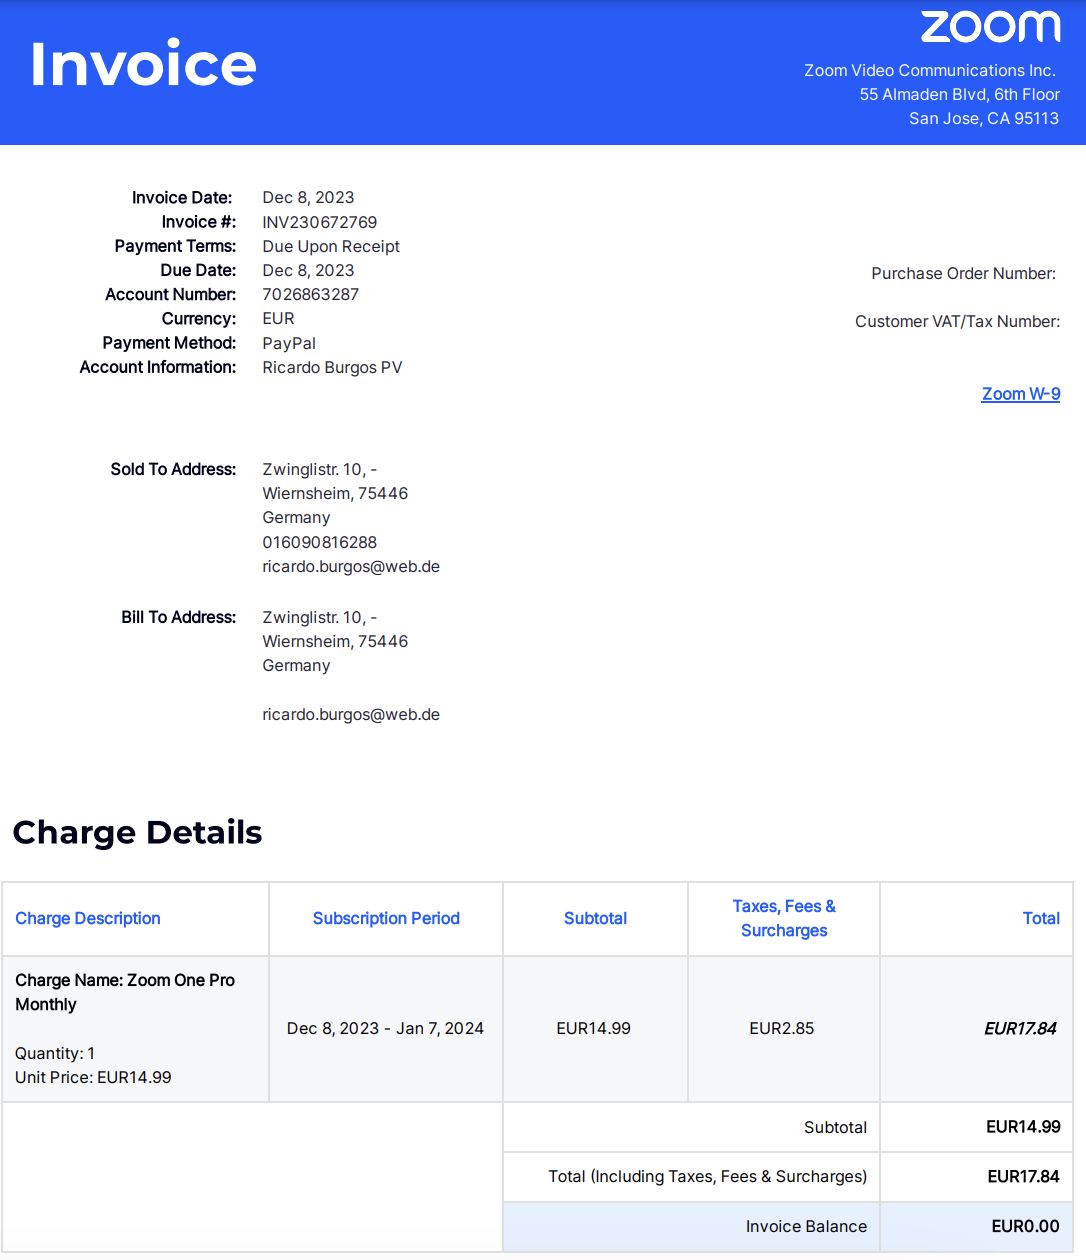 Invoice
zoom
Zoom Video Communications Inc.
55 Almaden Blvd, 6th Floor
San Jose, CA 95113
Invoice Date: Dec 8, 2023
Invoice #: INV230672769
Payment Terms: Due Upon Receipt
Due Date: Dec 8, 2023
Account Number: 7026863287
Currency: EUR
Payment Method: PayPal
Account Information: Ricardo Burgos PV
Purchase Order Number:
Customer VAT/Tax Number:
Zoom W-9
Sold To Address: Zwinglistr. 10, -
Wiernsheim, 75446
Germany
016090816288
ricardo.burgos@web.de
Bill To Address: Zwinglistr. 10, -
Wiernsheim, 75446
Germany
ricardo.burgos@web.de
Charge Details
Charge Description Subscription Period Subtotal Taxes, Fees & Surcharges Total
Charge Name: Zoom One Pro
Monthly
Quantity: 1
Unit Price: EUR14.99
Dec 8, 2023 - Jan 7, 2024 EUR14.99 EUR2.85 EUR17.84
Subtotal EUR14.99
Total (Including Taxes, Fees & Surcharges) EUR17.84
Invoice Balance EUR0.00